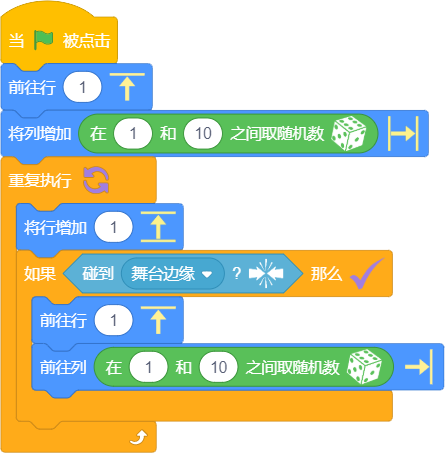 当 被点击
前往行 1
将列增加 在 1 和 10 之间取随机数
重复执行
将行增加 1
如果 碰到 舞台边缘 ? 那么
前往行 1
前往列 在 1 和 10 之间取随机数